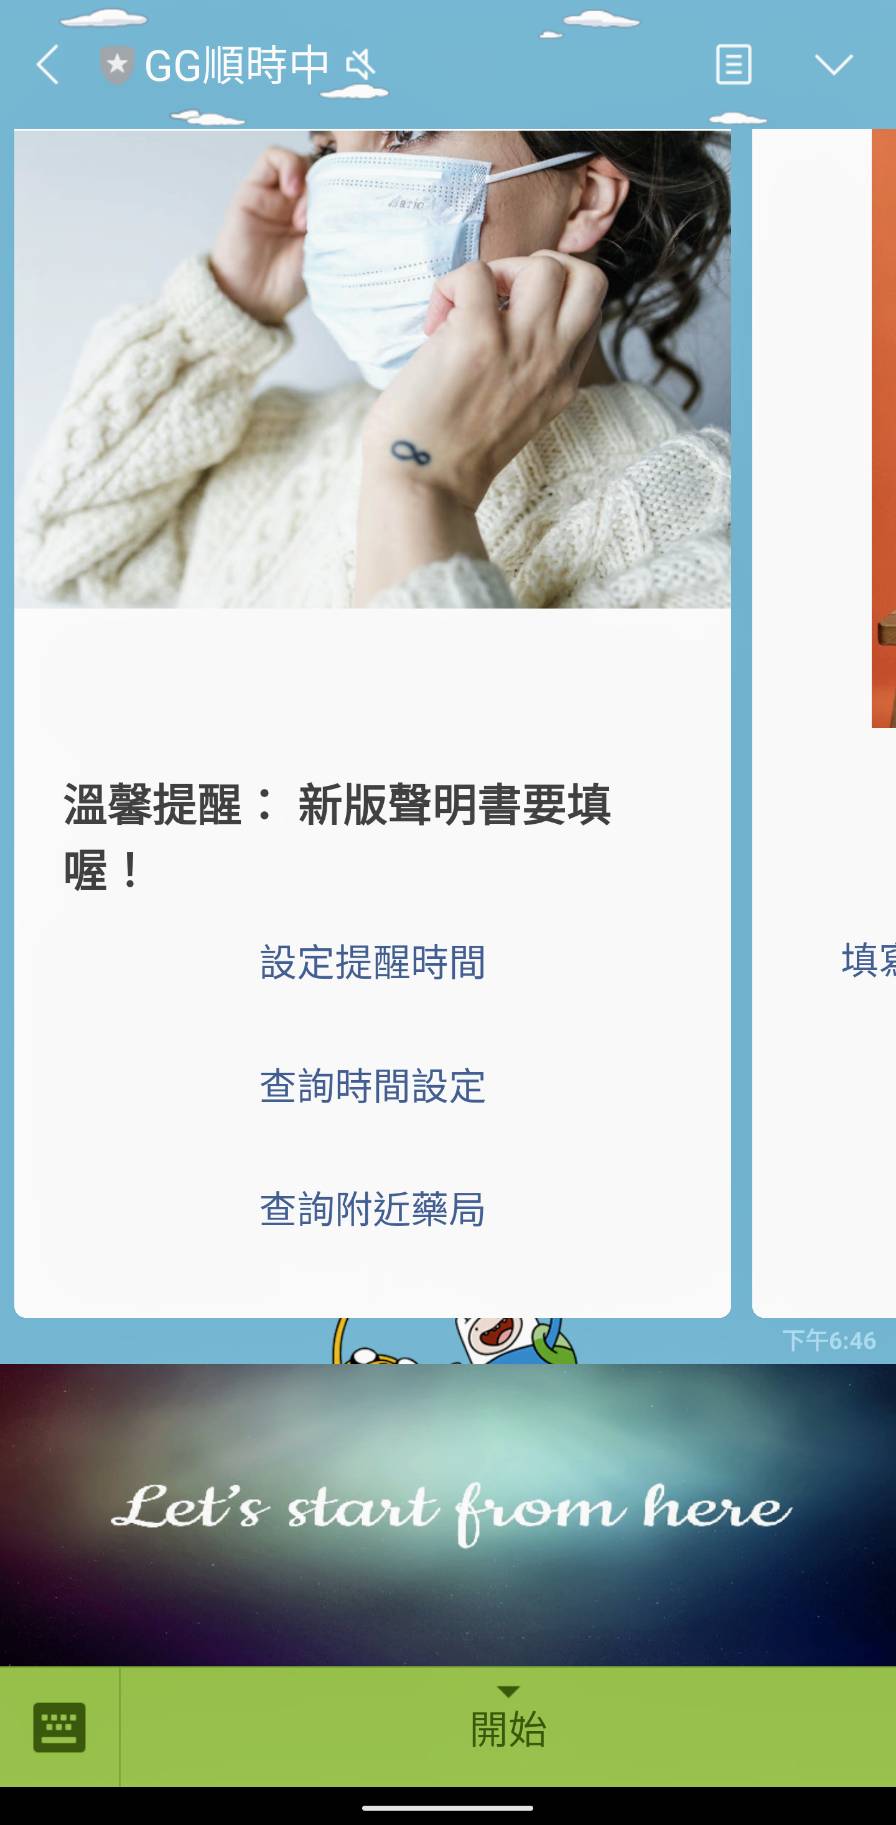 GG順時中
溫馨提醒： 新版聲明書要填
喔！
設定提醒時間
填寫
查詢時間設定
查詢附近藥局
下午6:46
Let's start from here
開始